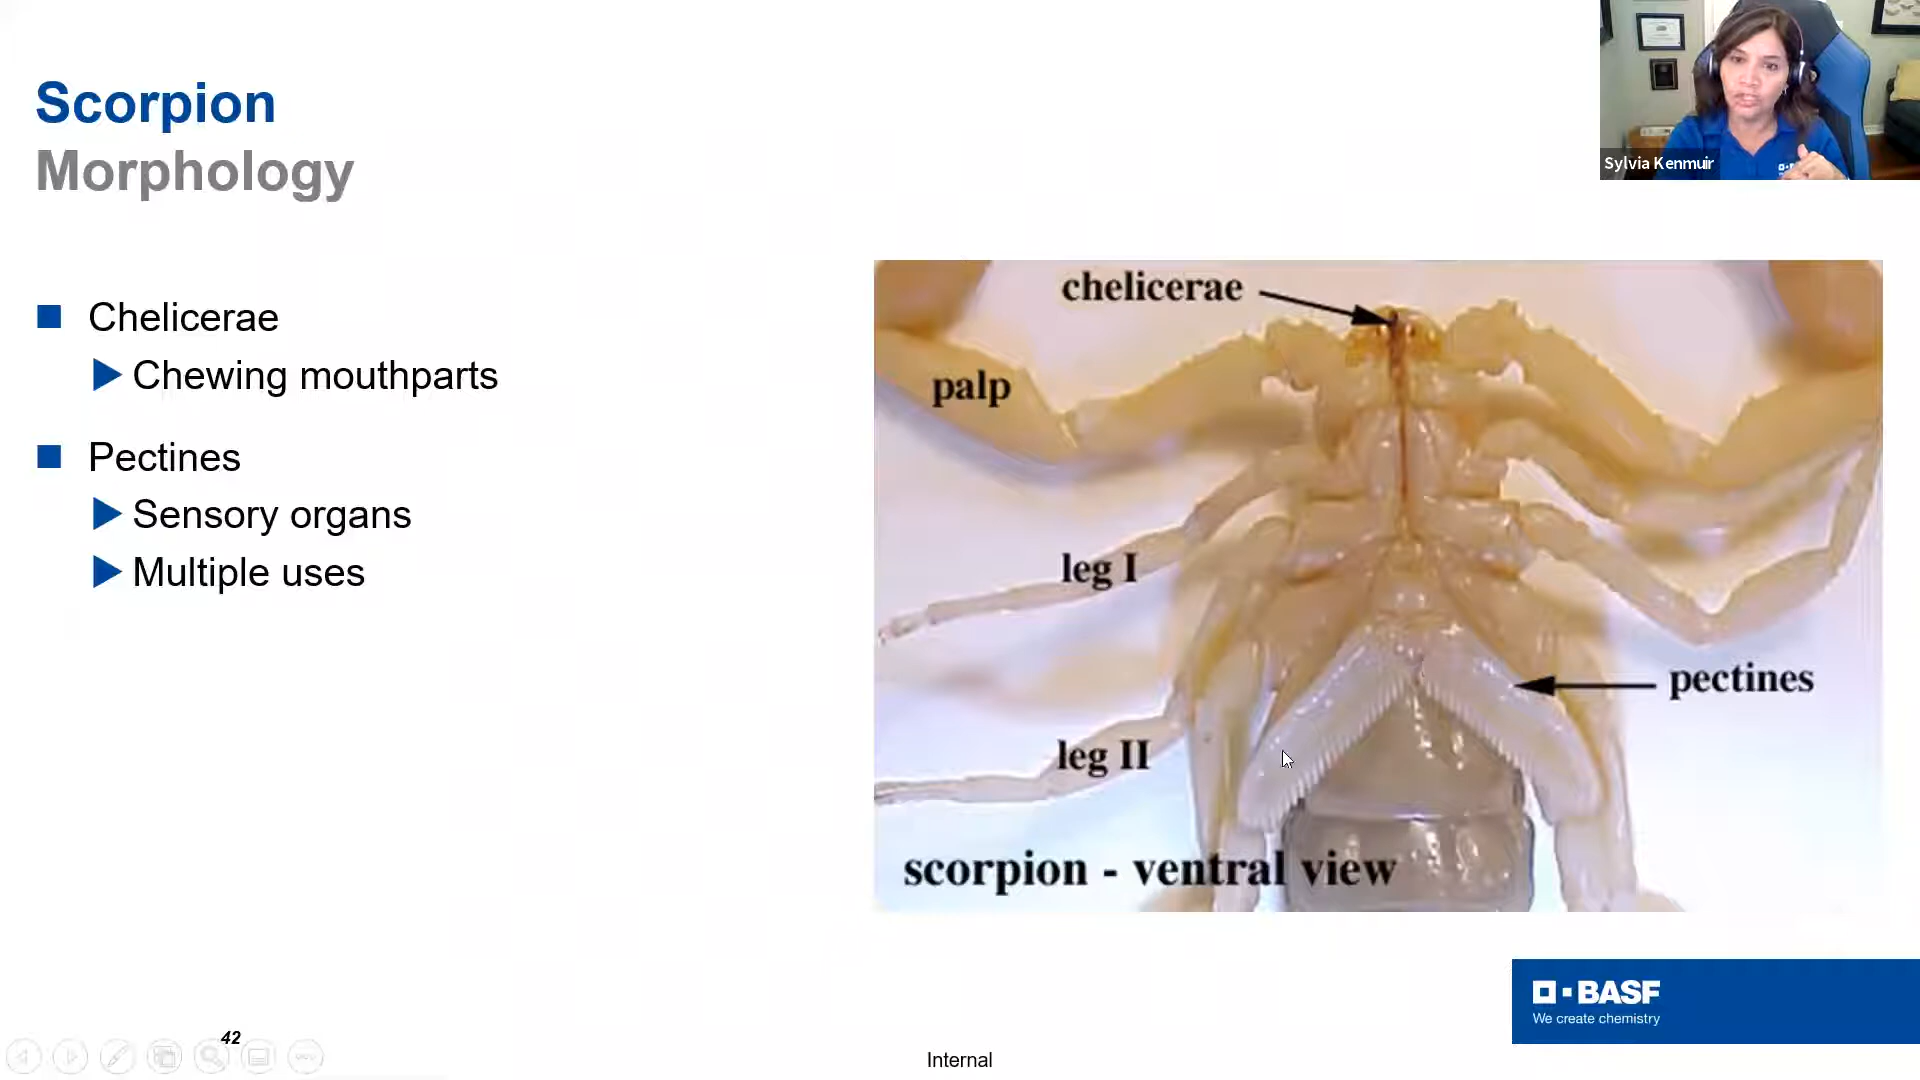 Scorpion
Morphology
Sylvia Kenmuir
Chelicerae
Chewing mouthparts
Pectines
Sensory organs
Multiple uses
chelicerae
palp
leg I
pectines
leg II
scorpion - ventral view
BASF
We create chemistry
42
Internal